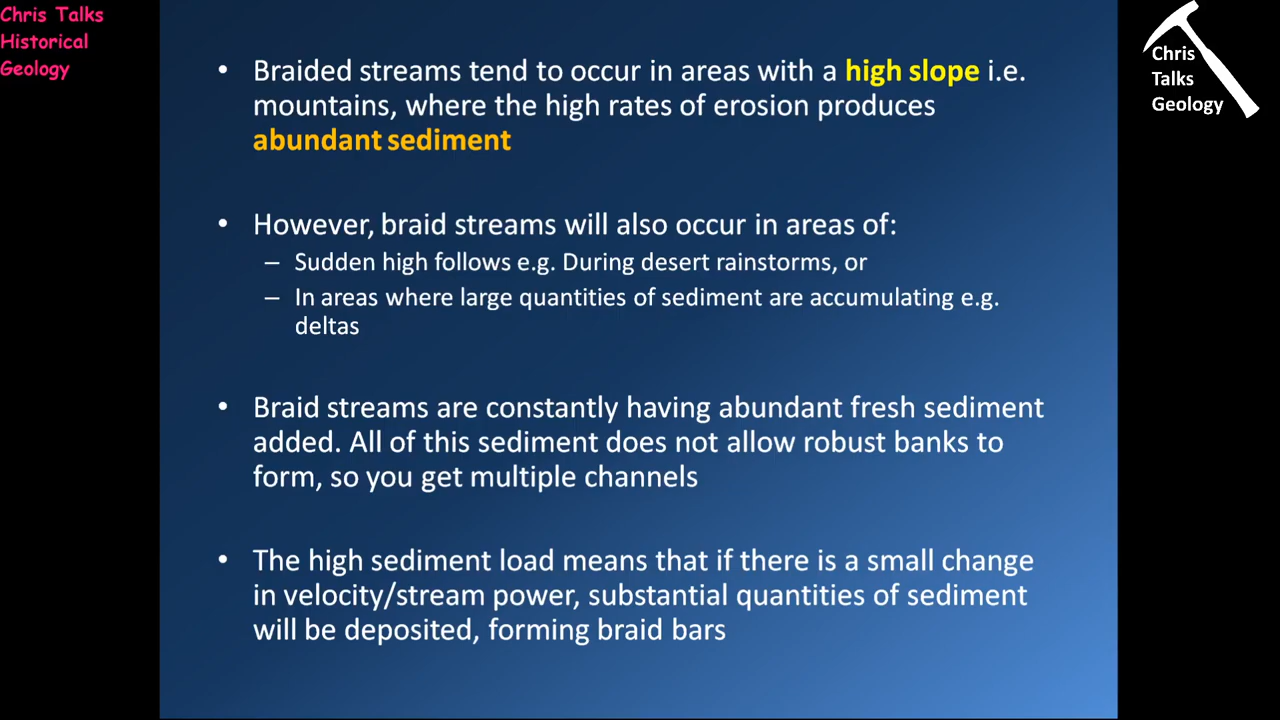 Chris Talks
Historical
Geology
Chris
Talks
Geology
• Braided streams tend to occur in areas with a high slope i.e.
mountains, where the high rates of erosion produces
abundant sediment
• However, braid streams will also occur in areas of:
– Sudden high follows e.g. During desert rainstorms, or
– In areas where large quantities of sediment are accumulating e.g.
deltas
• Braid streams are constantly having abundant fresh sediment
added. All of this sediment does not allow robust banks to
form, so you get multiple channels
• The high sediment load means that if there is a small change
in velocity/stream power, substantial quantities of sediment
will be deposited, forming braid bars